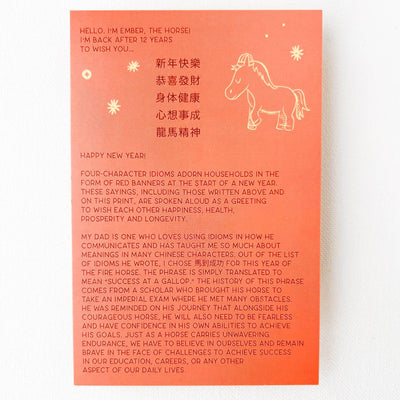 HELLO, I'M EMBER, THE HORSE!
I'M BACK AFTER 12 YEARS
TO WISH YOU...
新年快樂
恭喜發財
身体健康
心想事成
龍馬精神
HAPPY NEW YEAR!
FOUR-CHARACTER IDIOMS ADORN HOUSEHOLDS IN THE
FORM OF RED BANNERS AT THE START OF A NEW YEAR.
THESE SAYINGS, INCLUDING THOSE WRITTEN ABOVE AND
ON THIS PRINT, ARE SPOKEN ALOUD AS A GREETING
TO WISH EACH OTHER HAPPINESS, HEALTH,
PROSPERITY AND LONGEVITY.
MY DAD IS ONE WHO LOVES USING IDIOMS IN HOW HE
COMMUNICATES AND HAS TAUGHT ME SO MUCH ABOUT
MEANINGS IN MANY CHINESE CHARACTERS. OUT OF THE
LIST OF IDIOMS HE WROTE, I CHOSE 馬到成功 FOR THIS YEAR OF
THE FIRE HORSE. THE PHRASE IS SIMPLY TRANSLATED TO
MEAN "SUCCESS AT A GALLOP." THE HISTORY OF THIS PHRASE
COMES FROM A SCHOLAR WHO BROUGHT HIS HORSE TO
TAKE AN IMPERIAL EXAM WHERE HE MET MANY OBSTACLES.
HE WAS REMINDED ON HIS JOURNEY THAT ALONGSIDE HIS
COURAGEOUS HORSE, HE WILL ALSO NEED TO BE FEARLESS
AND HAVE CONFIDENCE IN HIS OWN ABILITIES TO ACHIEVE
HIS GOALS. JUST AS A HORSE CARRIES UNWAVERING
ENDURANCE, WE HAVE TO BELIEVE IN OURSELVES AND REMAIN
BRAVE IN THE FACE OF CHALLENGES TO ACHIEVE SUCCESS
IN OUR EDUCATION, CAREERS, OR ANY OTHER
ASPECT OF OUR DAILY LIVES.